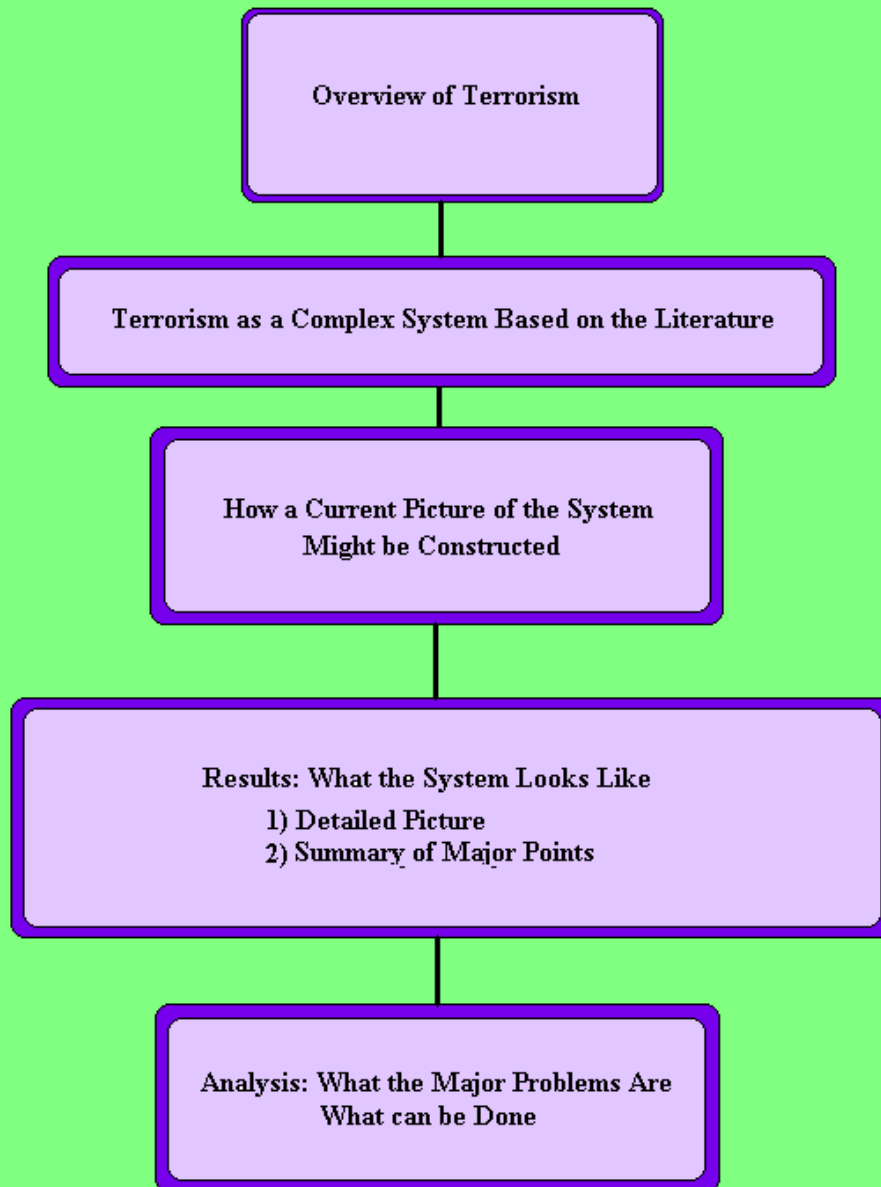 Overview of Terrorism
Terrorism as a Complex System Based on the Literature
How a Current Picture of the System
Might be Constructed
Results: What the System Looks Like
1) Detailed Picture
2) Summary of Major Points
Analysis: What the Major Problems Are
What can be Done